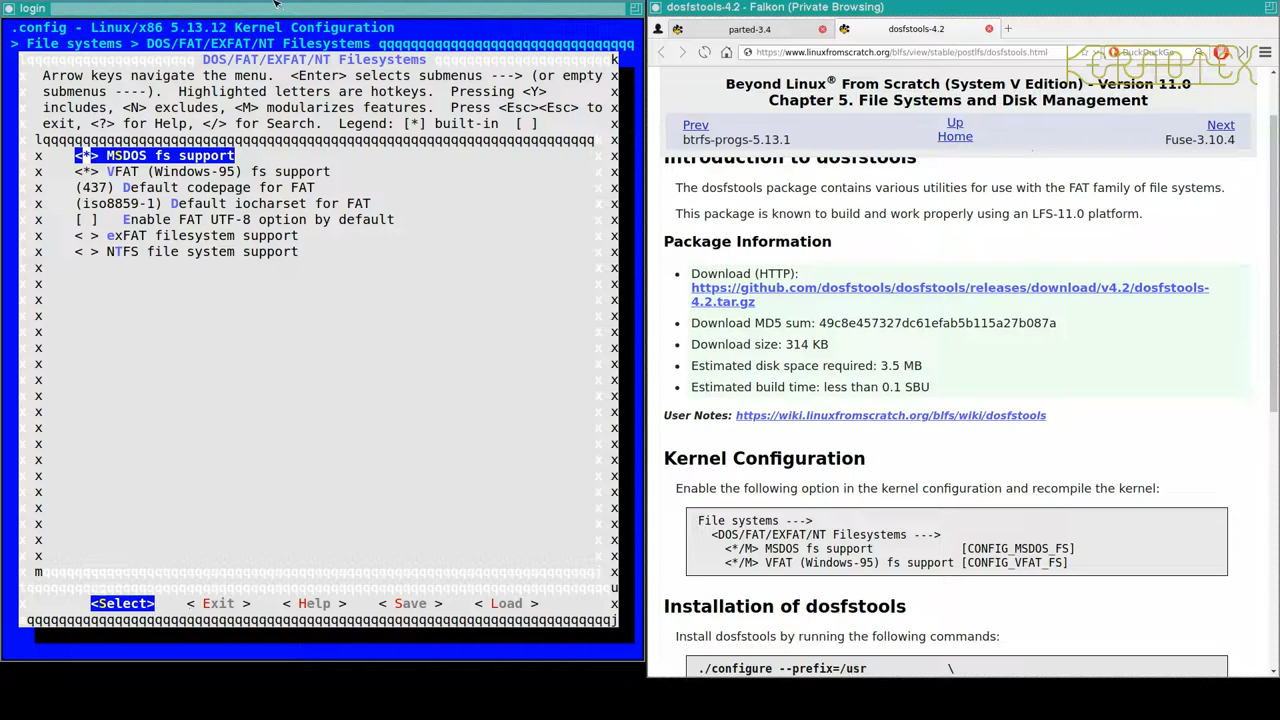 login
.config - Linux/x86 5.13.12 Kernel Configuration
> File systems > DOS/FAT/EXFAT/NT Filesystems qqqqqqqqqqqqqqqqqqqqqqqqqqqqqqqq
DOS/FAT/EXFAT/NT Filesystems
Arrow keys navigate the menu. <Enter> selects submenus ---> (or empty
submenus ----). Highlighted letters are hotkeys. Pressing <Y>
includes, <N> excludes, <M> modularizes features. Press <Esc><Esc> to
exit, <?> for Help, </> for Search. Legend: [*] built-in [ ]
<*> MSDOS fs support
<*> VFAT (Windows-95) fs support
(437) Default codepage for FAT
(iso8859-1) Default iocharset for FAT
[ ] Enable FAT UTF-8 option by default
< > exFAT filesystem support
< > NTFS file system support
<Select> < Exit > < Help > < Save > < Load >
dosfstools-4.2 - Falkon (Private Browsing)
parted-3.4
dosfstools-4.2
https://www.linuxfromscratch.org/blfs/view/stable/postlfs/dosfstools.html
DuckDuckGo
KERNOTEX
Beyond Linux® From Scratch (System V Edition) - Version 11.0
Chapter 5. File Systems and Disk Management
Prev Up Next
btrfs-progs-5.13.1 Home Fuse-3.10.4
Introduction to dosfstools
The dosfstools package contains various utilities for use with the FAT family of file systems.
This package is known to build and work properly using an LFS-11.0 platform.
Package Information
Download (HTTP):
https://github.com/dosfstools/dosfstools/releases/download/v4.2/dosfstools-
4.2.tar.gz
Download MD5 sum: 49c8e457327dc61efab5b115a27b087a
Download size: 314 KB
Estimated disk space required: 3.5 MB
Estimated build time: less than 0.1 SBU
User Notes: https://wiki.linuxfromscratch.org/blfs/wiki/dosfstools
Kernel Configuration
Enable the following option in the kernel configuration and recompile the kernel:
File systems --->
<DOS/FAT/EXFAT/NT Filesystems --->
<*/M> MSDOS fs support [CONFIG_MSDOS_FS]
<*/M> VFAT (Windows-95) fs support [CONFIG_VFAT_FS]
Installation of dosfstools
Install dosfstools by running the following commands:
./configure --prefix=/usr \